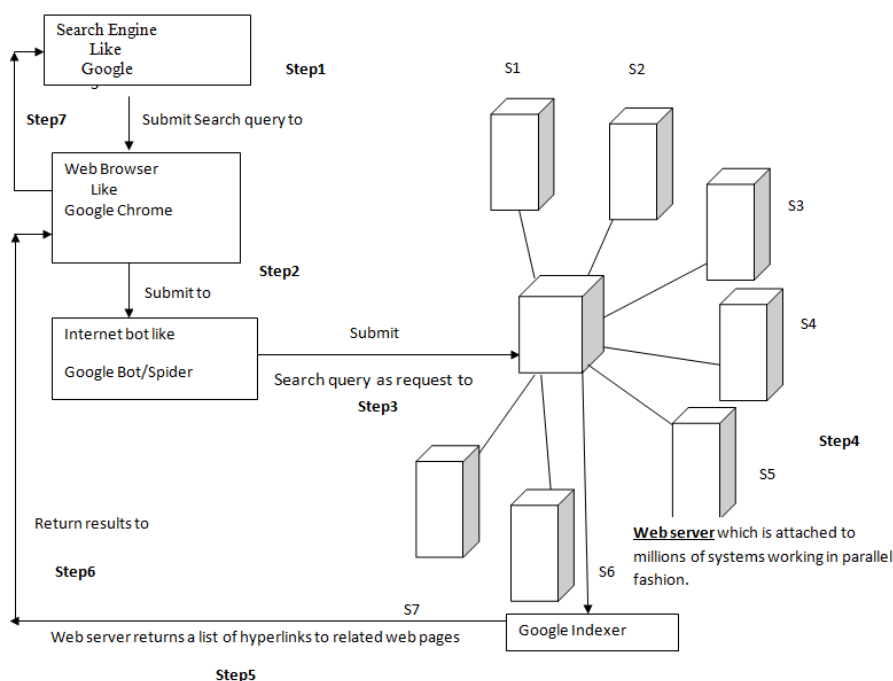 Search Engine
Like
Google
Step1
Step7
Submit Search query to
Web Browser
Like
Google Chrome
Step2
Submit to
Internet bot like
Google Bot/Spider
Submit
Search query as request to
Step3
S1
S2
S3
S4
Step4
S5
Web server which is attached to
millions of systems working in parallel
fashion.
S6
S7
Google Indexer
Return results to
Step6
Web server returns a list of hyperlinks to related web pages
Step5